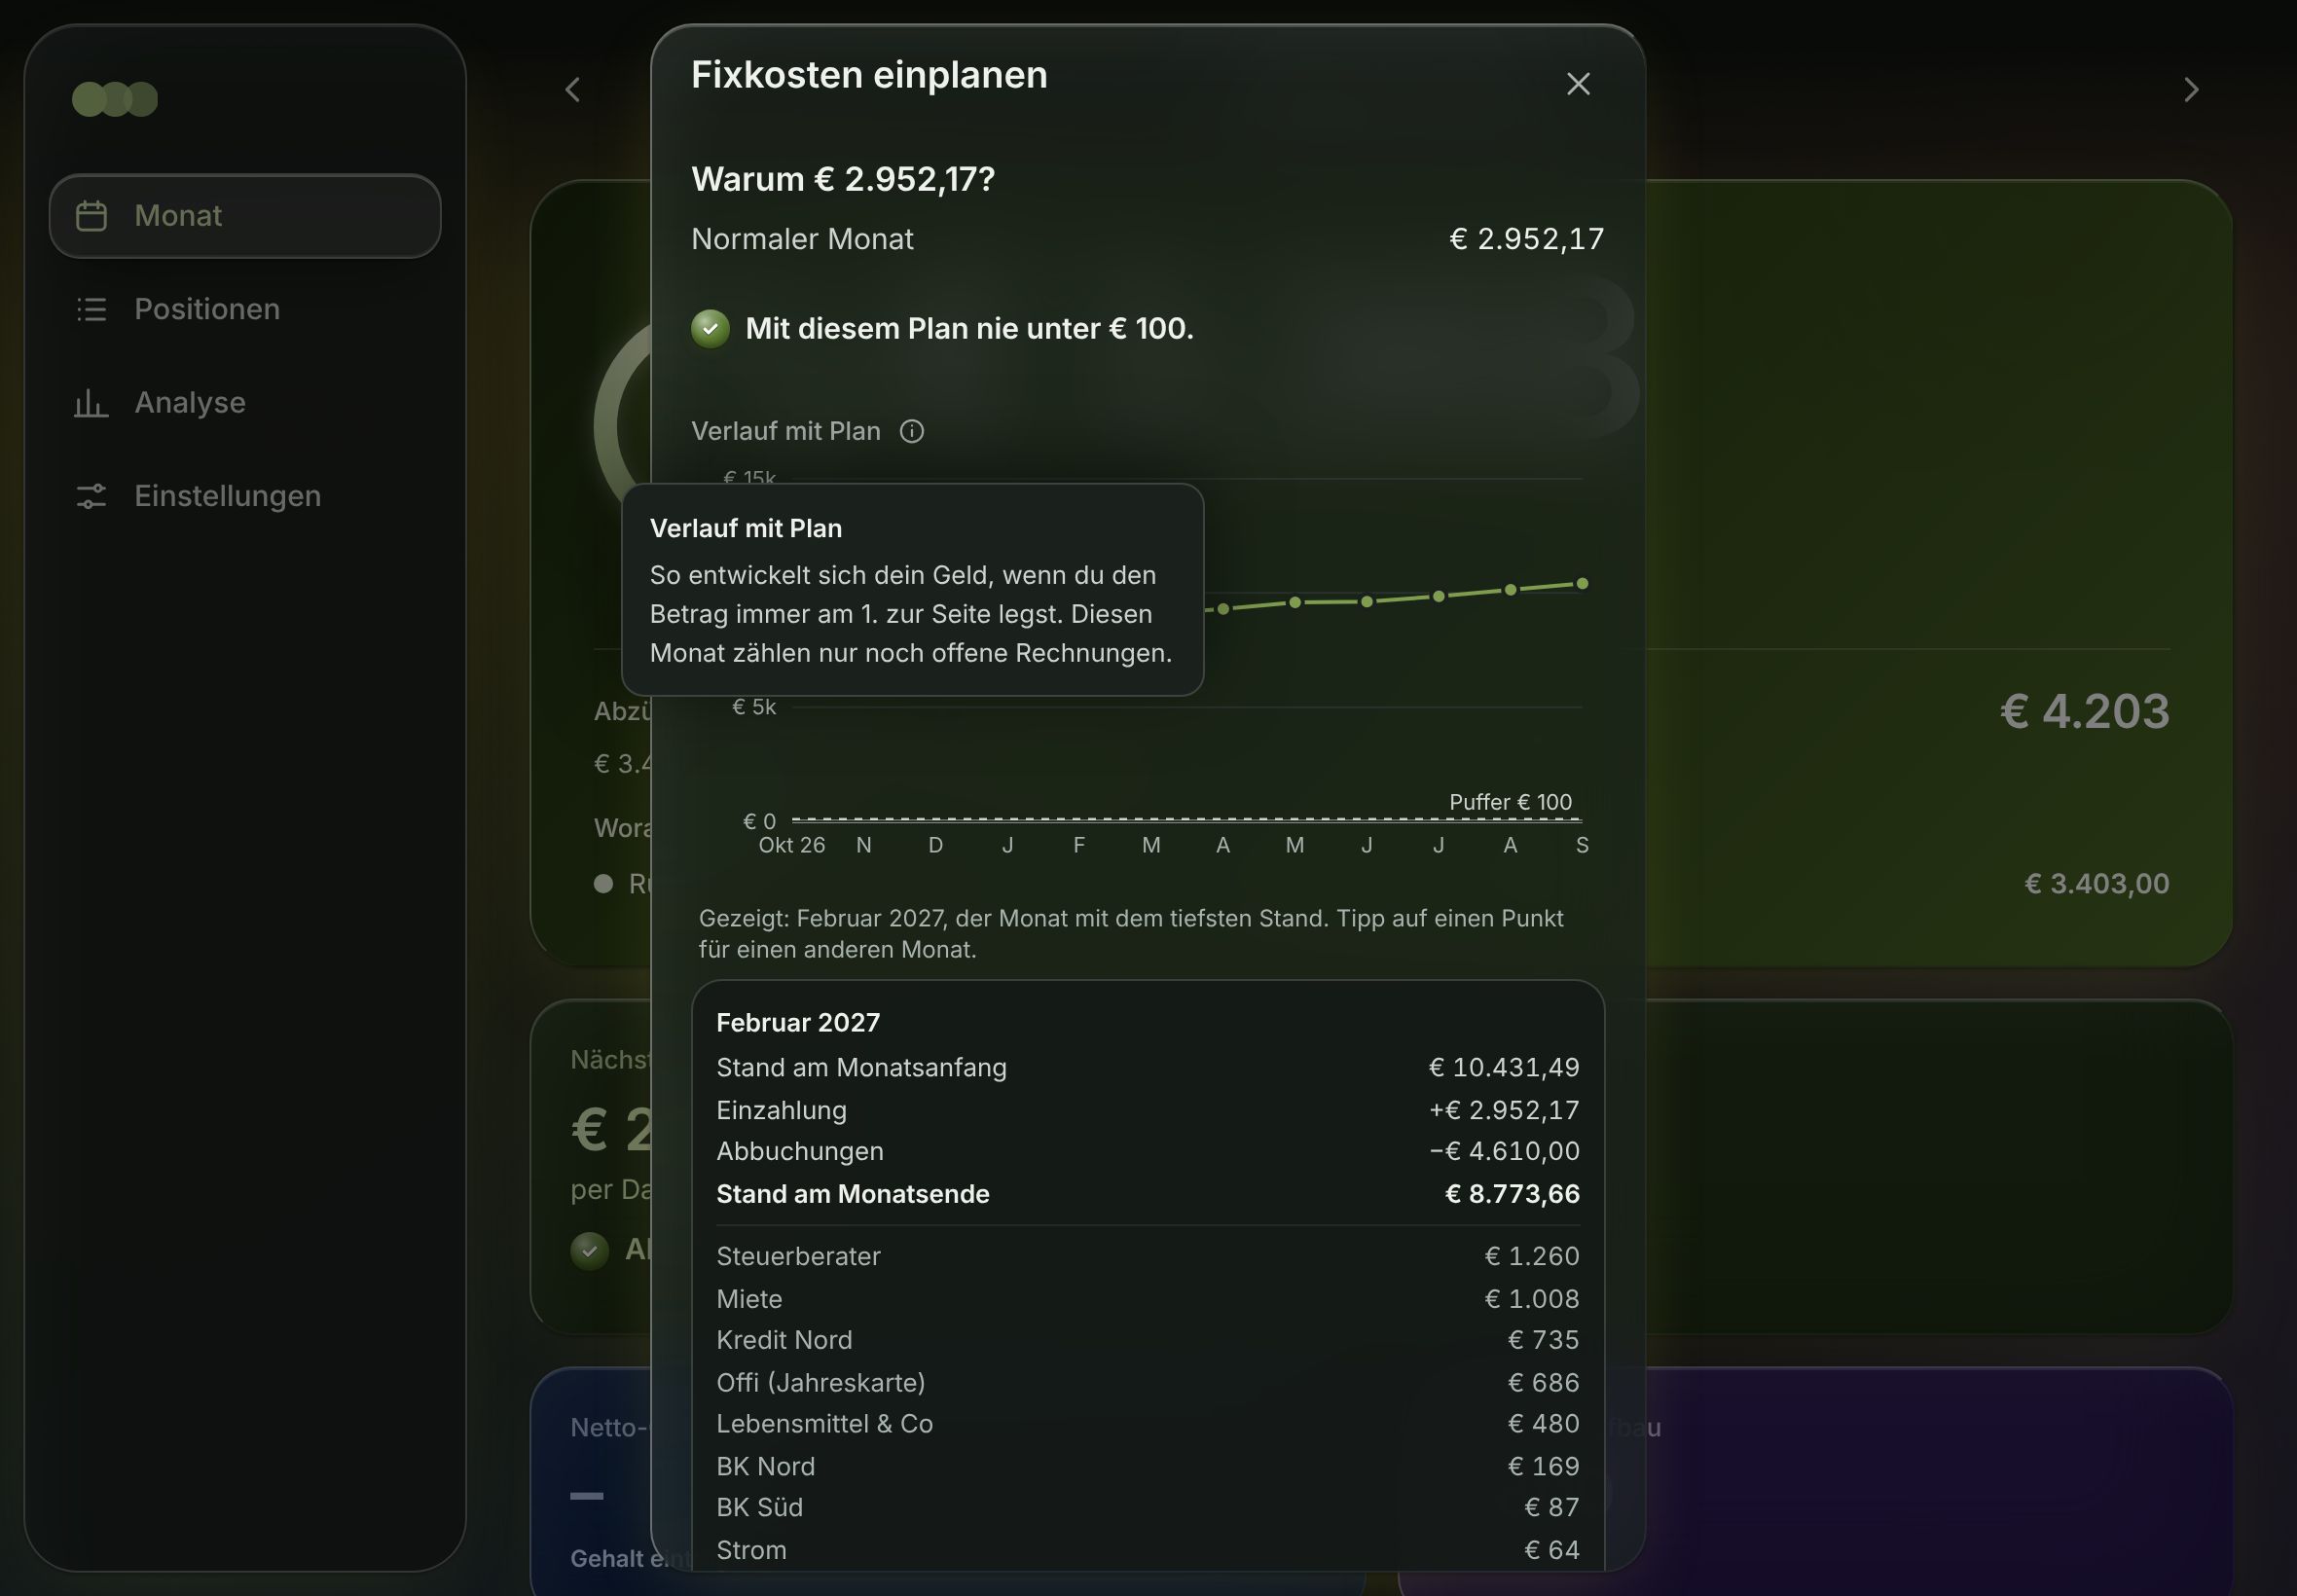 Monat
Positionen
Analyse
Einstellungen
Fixkosten einplanen
Warum € 2.952,17?
Normaler Monat € 2.952,17
Mit diesem Plan nie unter € 100.
Verlauf mit Plan
€ 15k
Verlauf mit Plan
So entwickelt sich dein Geld, wenn du den
Betrag immer am 1. zur Seite legst. Diesen
Monat zählen nur noch offene Rechnungen.
€ 5k
Puffer € 100
€ 0
Okt 26 N D J F M A M J J A S
Gezeigt: Februar 2027, der Monat mit dem tiefsten Stand. Tipp auf einen Punkt
für einen anderen Monat.
Februar 2027
Stand am Monatsanfang € 10.431,49
Einzahlung +€ 2.952,17
Abbuchungen −€ 4.610,00
Stand am Monatsende € 8.773,66
Steuerberater € 1.260
Miete € 1.008
Kredit Nord € 735
Offi (Jahreskarte) € 686
Lebensmittel & Co € 480
BK Nord € 169
BK Süd € 87
Strom € 64
3
€ 4.203
€ 3.4
€ 3.403,00
€ 2
per Da
Netto-
Gehalt